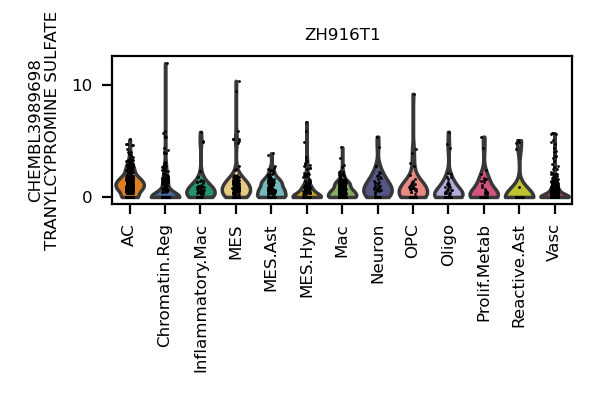 ZH916T1
CHEMBL3989698
TRANYLCYPROMINE SULFATE
10
0
AC
Chromatin.Reg
Inflammatory.Mac
MES
MES.Ast
MES.Hyp
Mac
Neuron
OPC
Oligo
Prolif.Metab
Reactive.Ast
Vasc